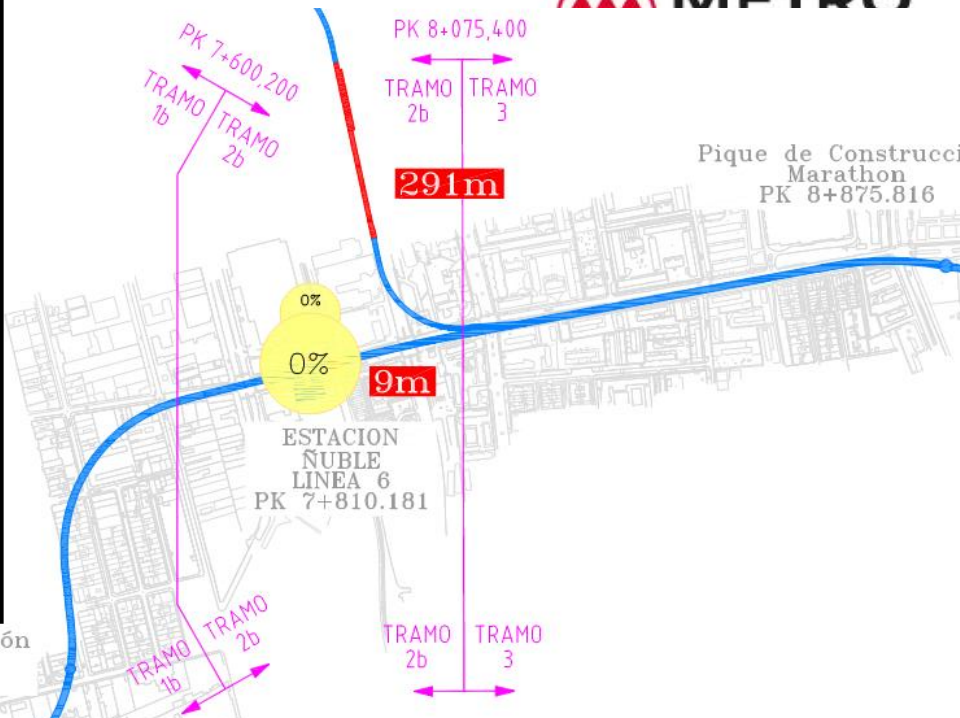 METRO
PK 7+600,200
TRAMO
1b
TRAMO
2b
PK 8+075,400
TRAMO
2b
TRAMO
3
291m
Marathon
PK 8+875.816
Pique de Construcci
0%
0%
9m
ESTACION
ÑUBLE
LINEA 6
PK 7+810.181
TRAMO
1b
TRAMO
2b
TRAMO
2b
TRAMO
3
ón